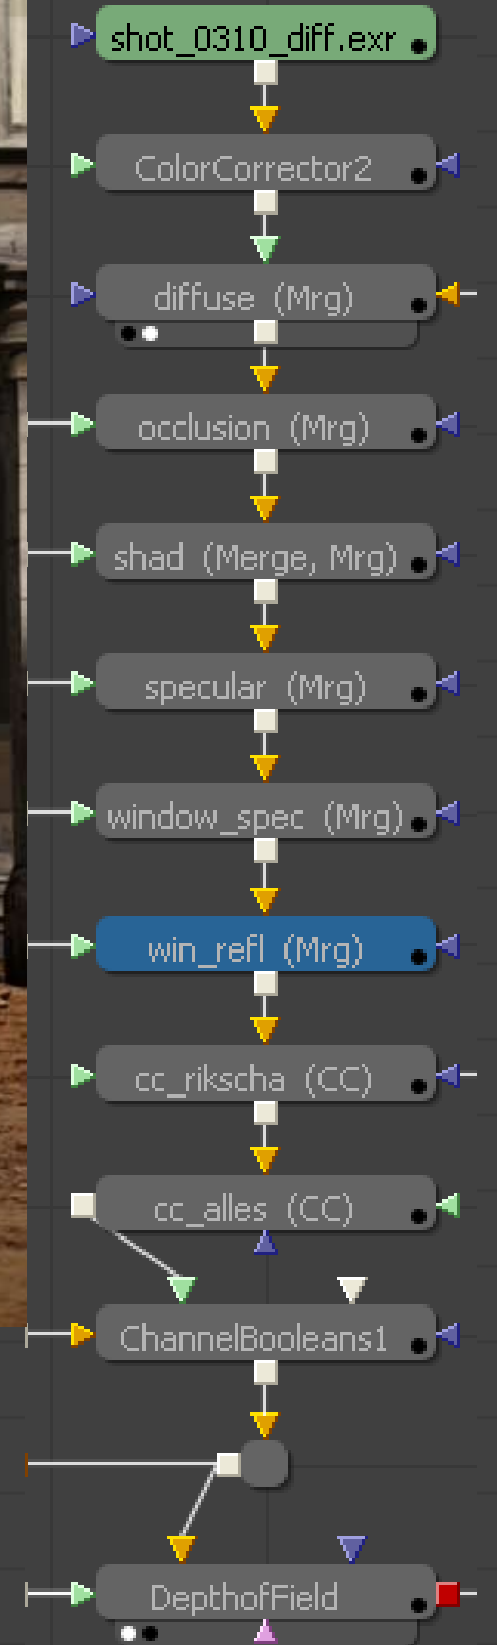 shot_0310_diff.exr
ColorCorrector2
diffuse (Mrg)
occlusion (Mrg)
shad (Merge, Mrg)
specular (Mrg)
window_spec (Mrg)
win_refl (Mrg)
cc_rikscha (CC)
cc_alles (CC)
ChannelBooleans1
DepthofField